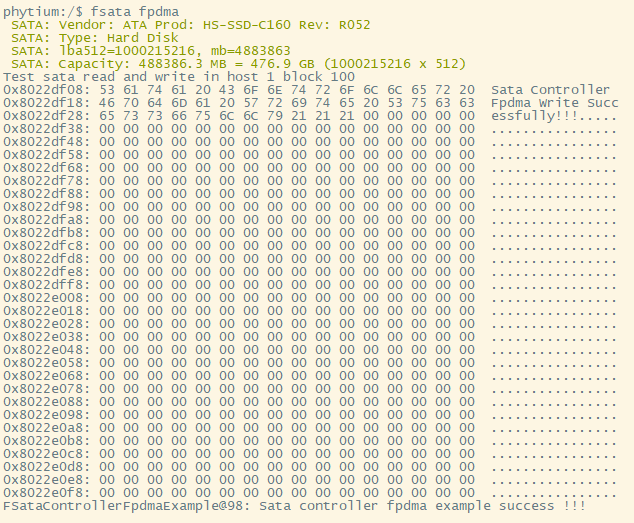 phytium:/$ fsata fpdma
SATA: Vendor: ATA Prod: HS-SSD-C160 Rev: R052
SATA: Type: Hard Disk
SATA: lba512=1000215216, mb=4883863
SATA: Capacity: 488386.3 MB = 476.9 GB (1000215216 x 512)
Test sata read and write in host 1 block 100
0x8022df08: 53 61 74 61 20 43 6F 6E 74 72 6F 6C 6C 65 72 20  Sata Controller
0x8022df18: 46 70 64 6D 61 20 57 72 69 74 65 20 53 75 63 63  Fpdma Write Succ
0x8022df28: 65 73 73 66 75 6C 6C 79 21 21 21 00 00 00 00 00  essfully!!!.....
0x8022df38: 00 00 00 00 00 00 00 00 00 00 00 00 00 00 00 00  ................
0x8022df48: 00 00 00 00 00 00 00 00 00 00 00 00 00 00 00 00  ................
0x8022df58: 00 00 00 00 00 00 00 00 00 00 00 00 00 00 00 00  ................
0x8022df68: 00 00 00 00 00 00 00 00 00 00 00 00 00 00 00 00  ................
0x8022df78: 00 00 00 00 00 00 00 00 00 00 00 00 00 00 00 00  ................
0x8022df88: 00 00 00 00 00 00 00 00 00 00 00 00 00 00 00 00  ................
0x8022df98: 00 00 00 00 00 00 00 00 00 00 00 00 00 00 00 00  ................
0x8022dfa8: 00 00 00 00 00 00 00 00 00 00 00 00 00 00 00 00  ................
0x8022dfb8: 00 00 00 00 00 00 00 00 00 00 00 00 00 00 00 00  ................
0x8022dfc8: 00 00 00 00 00 00 00 00 00 00 00 00 00 00 00 00  ................
0x8022dfd8: 00 00 00 00 00 00 00 00 00 00 00 00 00 00 00 00  ................
0x8022dfe8: 00 00 00 00 00 00 00 00 00 00 00 00 00 00 00 00  ................
0x8022dff8: 00 00 00 00 00 00 00 00 00 00 00 00 00 00 00 00  ................
0x8022e008: 00 00 00 00 00 00 00 00 00 00 00 00 00 00 00 00  ................
0x8022e018: 00 00 00 00 00 00 00 00 00 00 00 00 00 00 00 00  ................
0x8022e028: 00 00 00 00 00 00 00 00 00 00 00 00 00 00 00 00  ................
0x8022e038: 00 00 00 00 00 00 00 00 00 00 00 00 00 00 00 00  ................
0x8022e048: 00 00 00 00 00 00 00 00 00 00 00 00 00 00 00 00  ................
0x8022e058: 00 00 00 00 00 00 00 00 00 00 00 00 00 00 00 00  ................
0x8022e068: 00 00 00 00 00 00 00 00 00 00 00 00 00 00 00 00  ................
0x8022e078: 00 00 00 00 00 00 00 00 00 00 00 00 00 00 00 00  ................
0x8022e088: 00 00 00 00 00 00 00 00 00 00 00 00 00 00 00 00  ................
0x8022e098: 00 00 00 00 00 00 00 00 00 00 00 00 00 00 00 00  ................
0x8022e0a8: 00 00 00 00 00 00 00 00 00 00 00 00 00 00 00 00  ................
0x8022e0b8: 00 00 00 00 00 00 00 00 00 00 00 00 00 00 00 00  ................
0x8022e0c8: 00 00 00 00 00 00 00 00 00 00 00 00 00 00 00 00  ................
0x8022e0d8: 00 00 00 00 00 00 00 00 00 00 00 00 00 00 00 00  ................
0x8022e0e8: 00 00 00 00 00 00 00 00 00 00 00 00 00 00 00 00  ................
0x8022e0f8: 00 00 00 00 00 00 00 00 00 00 00 00 00 00 00 00  ................
FSataControllerFpdmaExample@98: Sata controller fpdma example success !!!